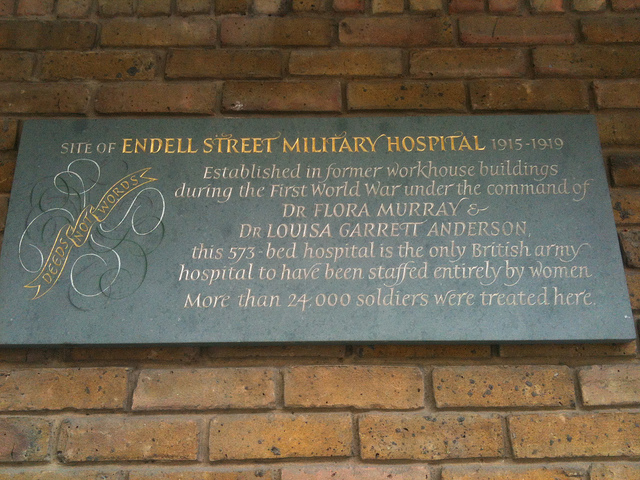 SITE OF ENDELL STREET MILITARY HOSPITAL 1915-1919
Established in former workhouse buildings
during the First World War under the command of
DR FLORA MURRAY &
DR LOUISA GARRETT ANDERSON,
this 573-bed hospital is the only British army
hospital to have been staffed entirely by women
More than 24,000 soldiers were treated here.
DEEDS NOT WORDS